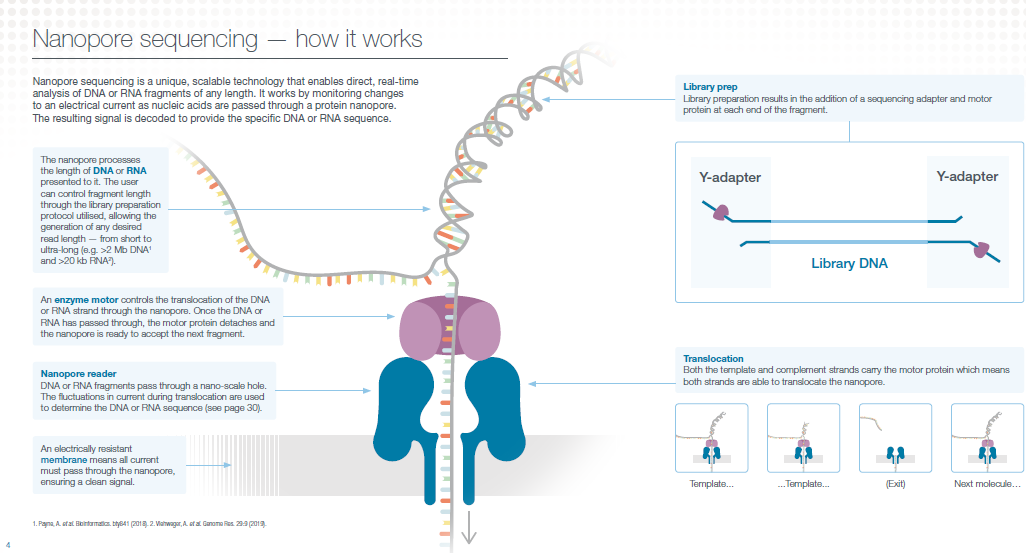 Nanopore sequencing — how it works
Nanopore sequencing is a unique, scalable technology that enables direct, real-time
analysis of DNA or RNA fragments of any length. It works by monitoring changes
to an electrical current as nucleic acids are passed through a protein nanopore.
The resulting signal is decoded to provide the specific DNA or RNA sequence.
The nanopore processes
the length of DNA or RNA
presented to it. The user
can control fragment length
through the library preparation
protocol utilised, allowing the
generation of any desired
read length — from short to
ultra-long (e.g. >2 Mb DNA¹
and >20 kb RNA²).
An enzyme motor controls the translocation of the DNA
or RNA strand through the nanopore. Once the DNA or
RNA has passed through, the motor protein detaches and
the nanopore is ready to accept the next fragment.
Nanopore reader
DNA or RNA fragments pass through a nano-scale hole.
The fluctuations in current during translocation are used
to determine the DNA or RNA sequence (see page 30).
An electrically resistant
membrane means all current
must pass through the nanopore,
ensuring a clean signal.
Library prep
Library preparation results in the addition of a sequencing adapter and motor
protein at each end of the fragment.
Y-adapter
Y-adapter
Library DNA
Translocation
Both the template and complement strands carry the motor protein which means
both strands are able to translocate the nanopore.
Template...
...Template...
(Exit)
Next molecule...
1. Payne, A. et al. Bioinformatics. bty841 (2018). 2. Viehweger, A. et al. Genome Res. 29:9 (2019).
4